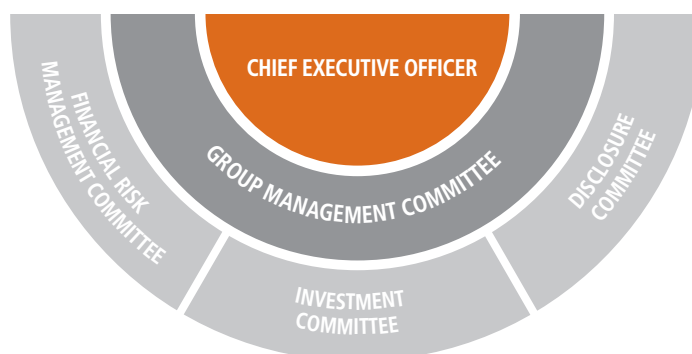 CHIEF EXECUTIVE OFFICER
GROUP MANAGEMENT COMMITTEE
FINANCIAL RISK
MANAGEMENT COMMITTEE
INVESTMENT
COMMITTEE
DISCLOSURE
COMMITTEE